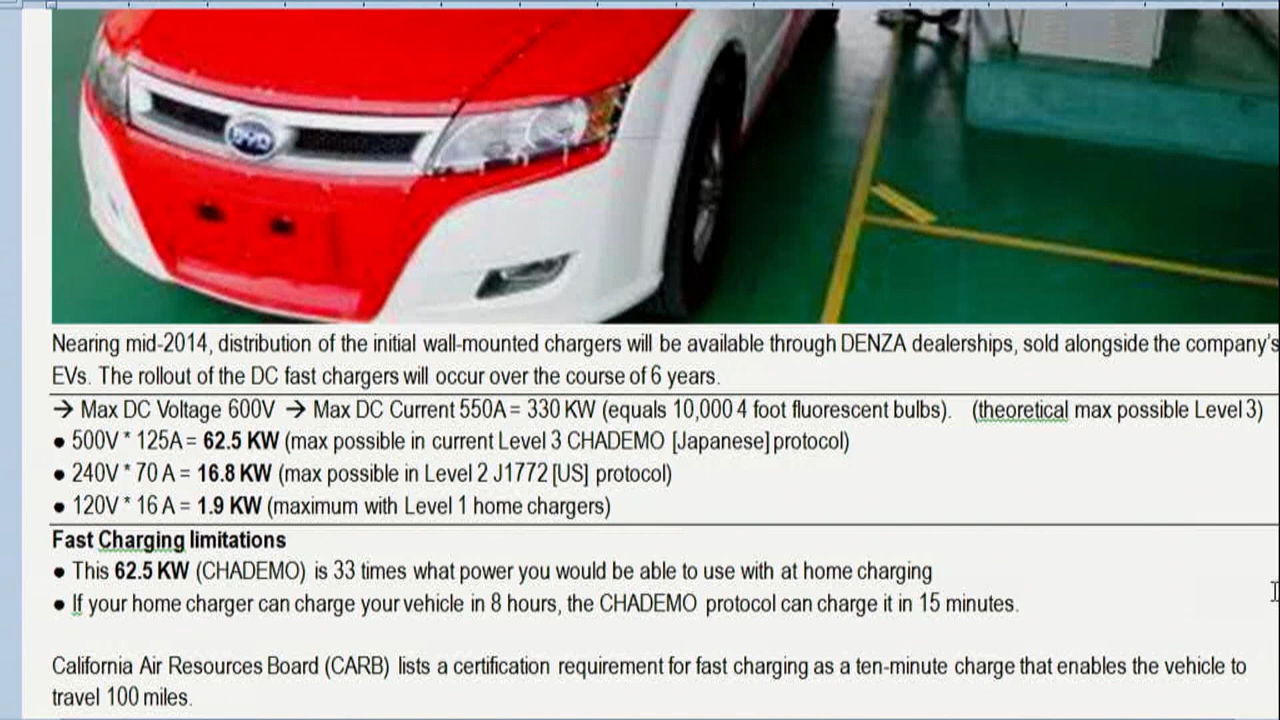 BYD
Nearing mid-2014, distribution of the initial wall-mounted chargers will be available through DENZA dealerships, sold alongside the company's
EVs. The rollout of the DC fast chargers will occur over the course of 6 years.
→ Max DC Voltage 600V → Max DC Current 550A = 330 KW (equals 10,000 4 foot fluorescent bulbs). (theoretical max possible Level 3)
● 500V * 125A = 62.5 KW (max possible in current Level 3 CHADEMO [Japanese] protocol)
● 240V * 70 A = 16.8 KW (max possible in Level 2 J1772 [US] protocol)
● 120V * 16 A = 1.9 KW (maximum with Level 1 home chargers)
Fast Charging limitations
● This 62.5 KW (CHADEMO) is 33 times what power you would be able to use with at home charging
● If your home charger can charge your vehicle in 8 hours, the CHADEMO protocol can charge it in 15 minutes.
California Air Resources Board (CARB) lists a certification requirement for fast charging as a ten-minute charge that enables the vehicle to
travel 100 miles.